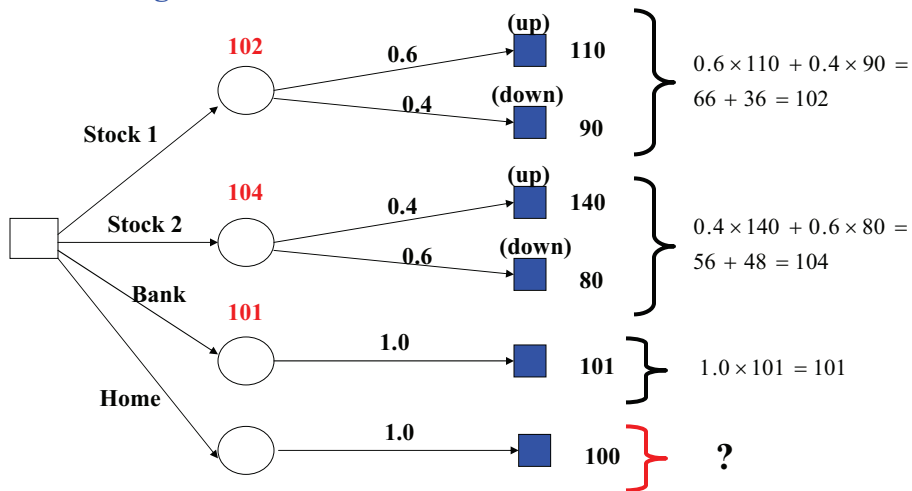 (up)
102
0.6
110
0.6 × 110 + 0.4 × 90 =
66 + 36 = 102
(down)
0.4
90
Stock 1
(up)
104
0.4
140
Stock 2
0.4 × 140 + 0.6 × 80 =
56 + 48 = 104
(down)
0.6
80
Bank
101
1.0
101
1.0 × 101 = 101
Home
1.0
100
?